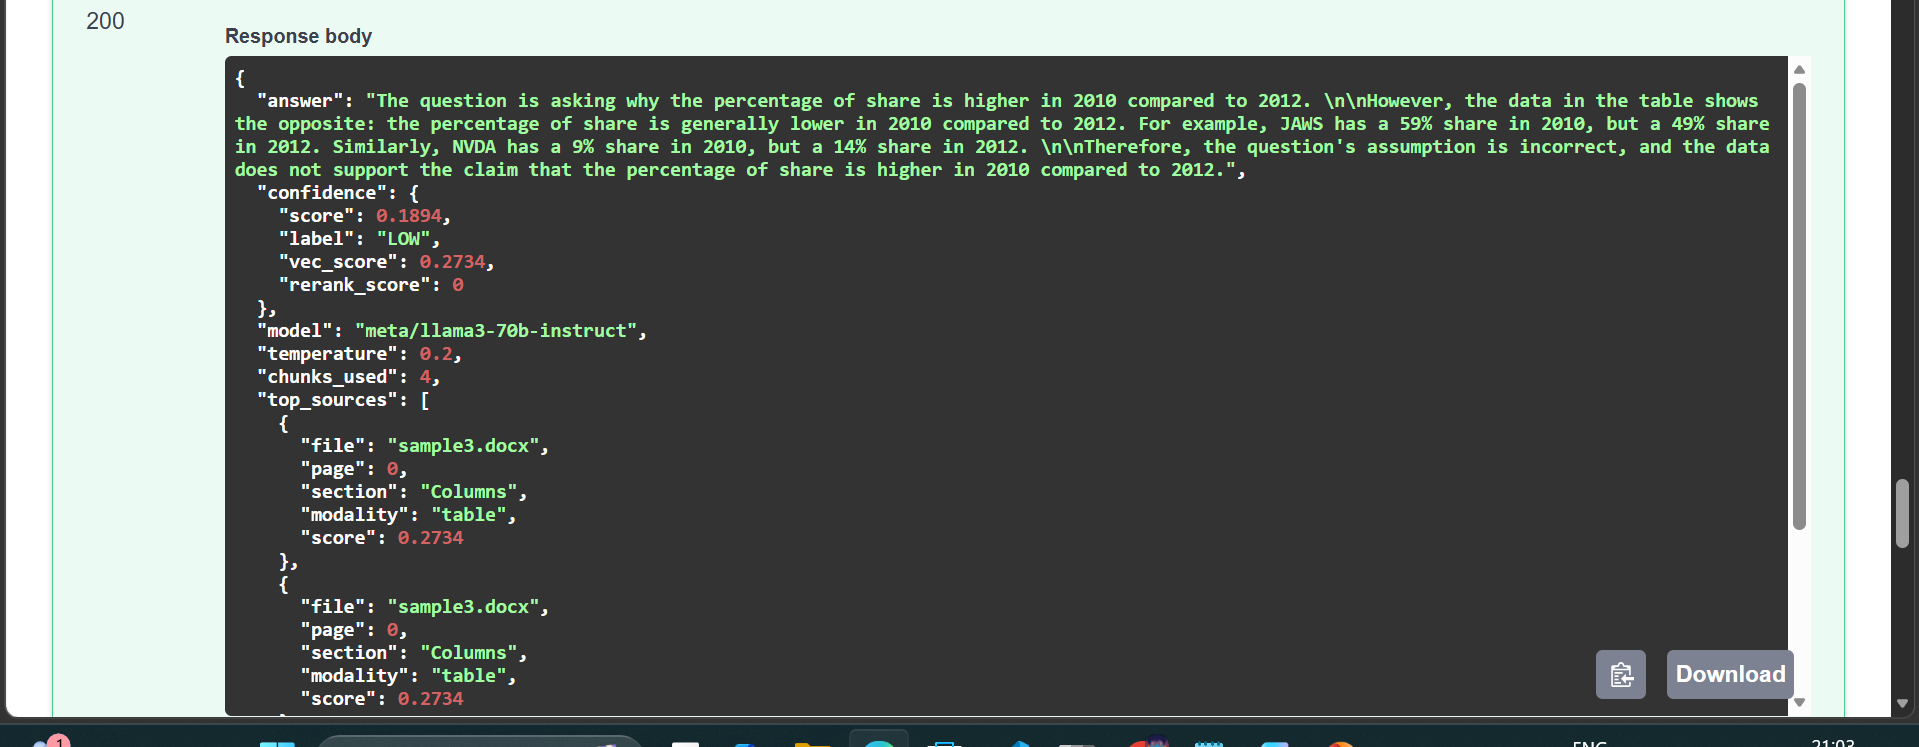 200
Response body
{
"answer": "The question is asking why the percentage of share is higher in 2010 compared to 2012. \n\nHowever, the data in the table shows
the opposite: the percentage of share is generally lower in 2010 compared to 2012. For example, JAWS has a 59% share in 2010, but a 49% share
in 2012. Similarly, NVDA has a 9% share in 2010, but a 14% share in 2012. \n\nTherefore, the question's assumption is incorrect, and the data
does not support the claim that the percentage of share is higher in 2010 compared to 2012.",
"confidence": {
"score": 0.1894,
"label": "LOW",
"vec_score": 0.2734,
"rerank_score": 0
},
"model": "meta/llama3-70b-instruct",
"temperature": 0.2,
"chunks_used": 4,
"top_sources": [
{
"file": "sample3.docx",
"page": 0,
"section": "Columns",
"modality": "table",
"score": 0.2734
},
{
"file": "sample3.docx",
"page": 0,
"section": "Columns",
"modality": "table",
"score": 0.2734
Download
1
ENG
21:03